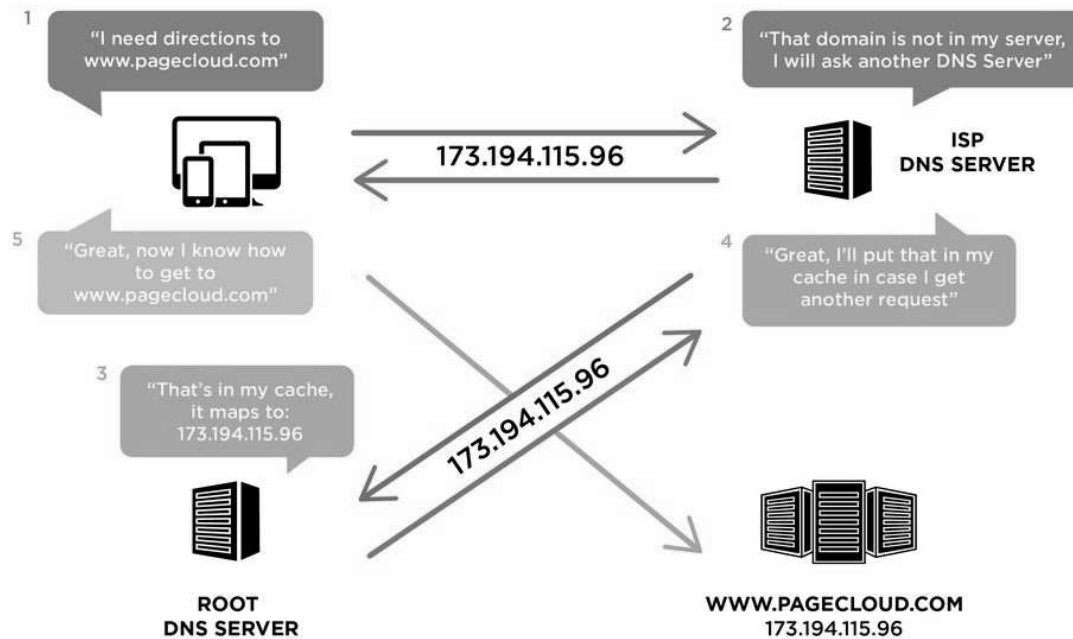 1
“I need directions to
www.pagecloud.com”
2
“That domain is not in my server,
I will ask another DNS Server”
173.194.115.96
ISP
DNS SERVER
5
“Great, now I know how
to get to
www.pagecloud.com”
4
“Great, I’ll put that in my
cache in case I get
another request”
3
“That’s in my cache,
it maps to:
173.194.115.96
173.194.115.96
ROOT
DNS SERVER
WWW.PAGECLOUD.COM
173.194.115.96